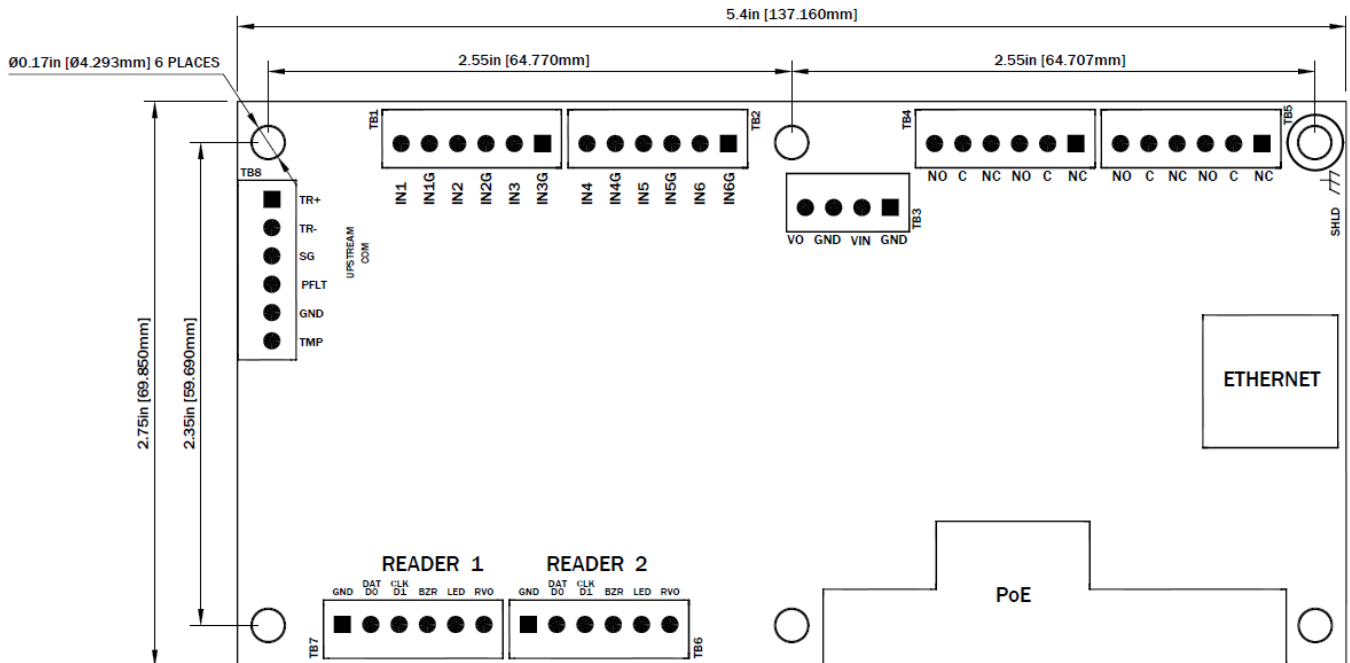 5.4in [137.160mm]
Ø0.17in [Ø4.293mm] 6 PLACES
2.55in [64.770mm]
2.55in [64.707mm]
TB1
TB2
TB4
TB5
IN1
IN1G
IN2
IN2G
IN3
IN3G
IN4
IN4G
IN5
IN5G
IN6
IN6G
NO C NC NO C NC
NO C NC NO C NC
SHLD
TB8
TR+
TR-
SG
PFLT
GND
TMP
UPSTREAM
COM
TB3
VO GND VIN GND
2.75in [69.850mm]
2.35in [59.690mm]
ETHERNET
READER 1
GND DAT D0 CLK D1 BZR LED RVO
TB7
READER 2
GND DAT D0 CLK D1 BZR LED RVO
TB6
PoE